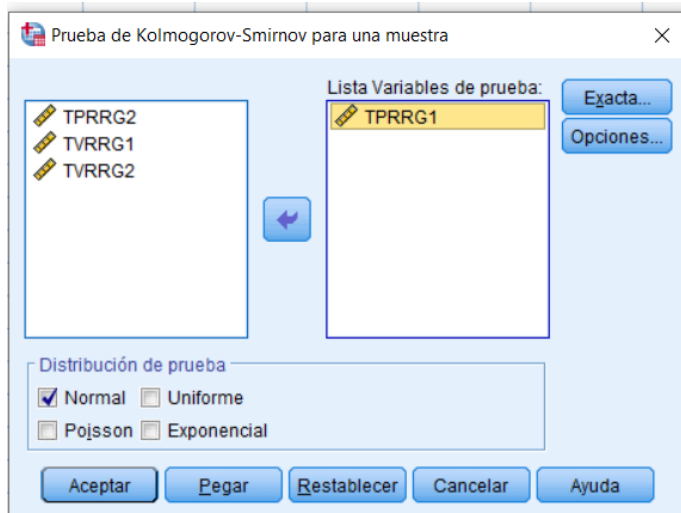 Prueba de Kolmogorov-Smirnov para una muestra
Lista Variables de prueba:
TPRRG2
TVRRG1
TVRRG2
TPRRG1
Exacta...
Opciones...
Distribución de prueba
Normal Uniforme
Poisson Exponencial
Aceptar Pegar Restablecer Cancelar Ayuda